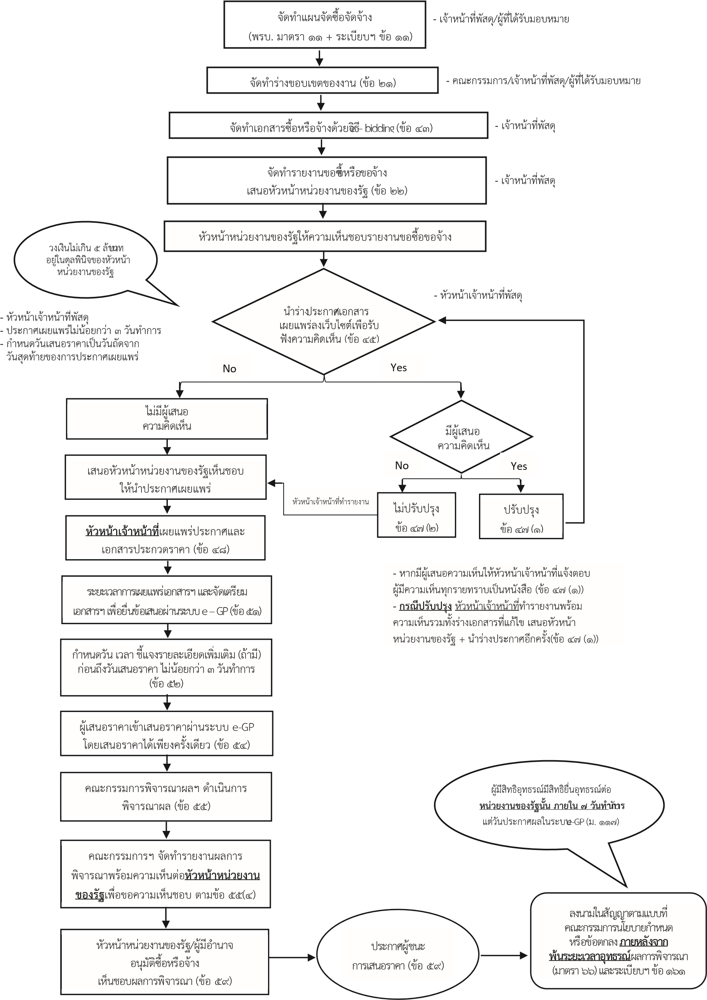 จัดทำแผนจัดซื้อจัดจ้าง
(พรบ. มาตรา ๑๑ + ระเบียบฯ ข้อ ๑๑)
- เจ้าหน้าที่พัสดุ/ผู้ที่ได้รับมอบหมาย
จัดทำร่างขอบเขตของงาน (ข้อ ๒๑)
- คณะกรรมการ/เจ้าหน้าที่พัสดุ/ผู้ที่ได้รับมอบหมาย
จัดทำเอกสารซื้อหรือจ้างด้วยวิธี e – bidding (ข้อ ๔๓)
- เจ้าหน้าที่พัสดุ
จัดทำรายงานขอซื้อหรือขอจ้าง
เสนอหัวหน้าหน่วยงานของรัฐ (ข้อ ๒๒)
- เจ้าหน้าที่พัสดุ
หัวหน้าหน่วยงานของรัฐให้ความเห็นชอบรายงานขอซื้อขอจ้าง
วงเงินไม่เกิน ๕ ล้านบาท
อยู่ในดุลพินิจของหัวหน้า
หน่วยงานของรัฐ
- หัวหน้าเจ้าหน้าที่พัสดุ
- ประกาศเผยแพร่ไม่น้อยกว่า ๓ วันทำการ
- กำหนดวันเสนอราคาเป็นวันถัดจาก
วันสุดท้ายของการประกาศเผยแพร่
นำร่างประกาศ/เอกสาร
เผยแพร่ลงเว็บไซต์เพื่อรับ
ฟังความคิดเห็น (ข้อ ๔๕)
- หัวหน้าเจ้าหน้าที่พัสดุ
No
Yes
ไม่มีผู้เสนอ
ความคิดเห็น
มีผู้เสนอ
ความคิดเห็น
No
Yes
เสนอหัวหน้าหน่วยงานของรัฐเห็นชอบ
ให้นำประกาศเผยแพร่
หัวหน้าเจ้าหน้าที่ทำรายงาน
ไม่ปรับปรุง
ข้อ ๔๗ (๒)
ปรับปรุง
ข้อ ๔๗ (๑)
หัวหน้าเจ้าหน้าที่เผยแพร่ประกาศและ
เอกสารประกวดราคา (ข้อ ๔๘)
- หากมีผู้เสนอความเห็นให้หัวหน้าเจ้าหน้าที่แจ้งตอบ
ผู้มีความเห็นทุกรายทราบเป็นหนังสือ (ข้อ ๔๗ (๑))
- กรณีปรับปรุง หัวหน้าเจ้าหน้าที่ทำรายงานพร้อม
ความเห็นรวมทั้งร่างเอกสารที่แก้ไข เสนอหัวหน้า
หน่วยงานของรัฐ + นำร่างประกาศอีกครั้ง(ข้อ ๔๗ (๑))
ระยะเวลาการเผยแพร่เอกสารฯ และจัดเตรียม
เอกสารฯ เพื่อยื่นข้อเสนอผ่านระบบ e – GP (ข้อ ๕๑)
กำหนดวัน เวลา ชี้แจงรายละเอียดเพิ่มเติม (ถ้ามี)
ก่อนถึงวันเสนอราคา ไม่น้อยกว่า ๓ วันทำการ
(ข้อ ๕๒)
ผู้เสนอราคาเข้าเสนอราคาผ่านระบบ e-GP
โดยเสนอราคาได้เพียงครั้งเดียว (ข้อ ๕๔)
คณะกรรมการพิจารณาผลฯ ดำเนินการ
พิจารณาผล (ข้อ ๕๕)
ผู้มีสิทธิอุทธรณ์มีสิทธิยื่นอุทธรณ์ต่อ
หน่วยงานของรัฐนั้น ภายใน ๗ วันทำการ นับ
แต่วันประกาศผลในระบบ e-GP (ม. ๑๑๗)
คณะกรรมการฯ จัดทำรายงานผลการ
พิจารณาพร้อมความเห็นต่อหัวหน้าหน่วยงาน
ของรัฐเพื่อขอความเห็นชอบ ตามข้อ ๕๕(๔)
หัวหน้าหน่วยงานของรัฐ/ผู้มีอำนาจ
อนุมัติซื้อหรือจ้าง
เห็นชอบผลการพิจารณา (ข้อ ๕๙)
ประกาศผู้ชนะ
การเสนอราคา (ข้อ ๕๙)
ลงนามในสัญญาตามแบบที่
คณะกรรมการนโยบายกำหนด
หรือข้อตกลง ภายหลังจาก
พ้นระยะเวลาอุทธรณ์ผลการพิจารณา
(มาตรา ๖๖) และระเบียบฯ ข้อ ๑๖๑